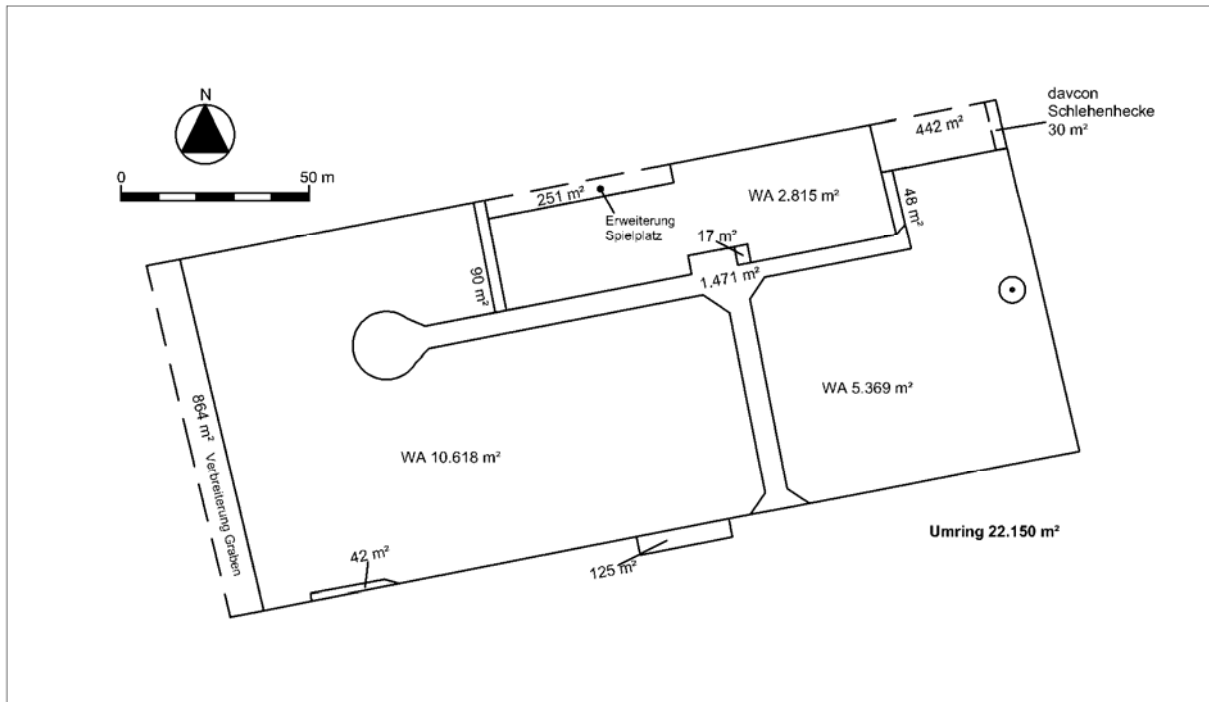 N
0
50 m
davcon
Schlehenhecke
30 m²
442 m²
251 m²
WA 2.815 m²
48 m²
Erweiterung
Spielplatz
17 m²
90 m²
1.471 m²
864 m² Verbreiterung Graben
WA 5.369 m²
WA 10.618 m²
Umring 22.150 m²
42 m²
125 m²